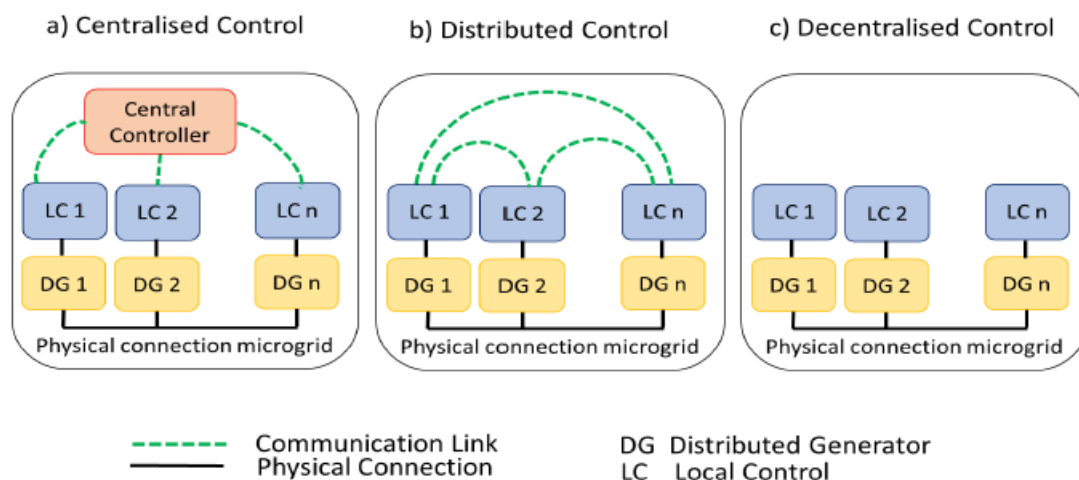 a) Centralised Control
Central
Controller
LC 1
LC 2
LC n
DG 1
DG 2
DG n
Physical connection microgrid
b) Distributed Control
LC 1
LC 2
LC n
DG 1
DG 2
DG n
Physical connection microgrid
c) Decentralised Control
LC 1
LC 2
LC n
DG 1
DG 2
DG n
Physical connection microgrid
Communication Link
Physical Connection
DG Distributed Generator
LC Local Control